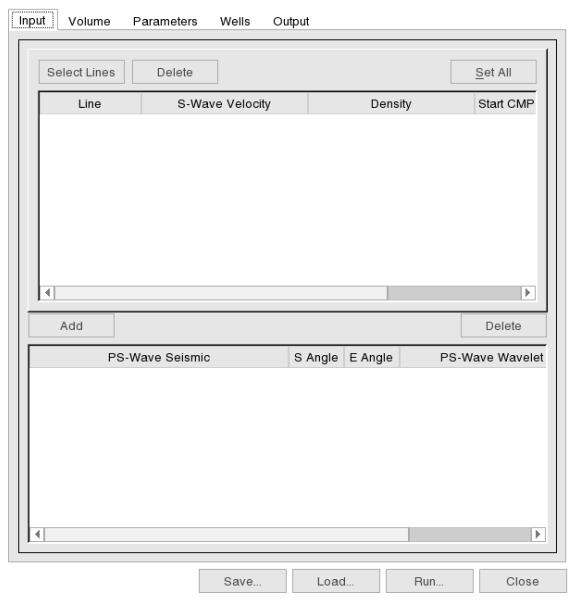 Input Volume Parameters Wells Output
Select Lines Delete Set All
Line S-Wave Velocity Density Start CMP
Add Delete
PS-Wave Seismic S Angle E Angle PS-Wave Wavelet
Save... Load... Run... Close